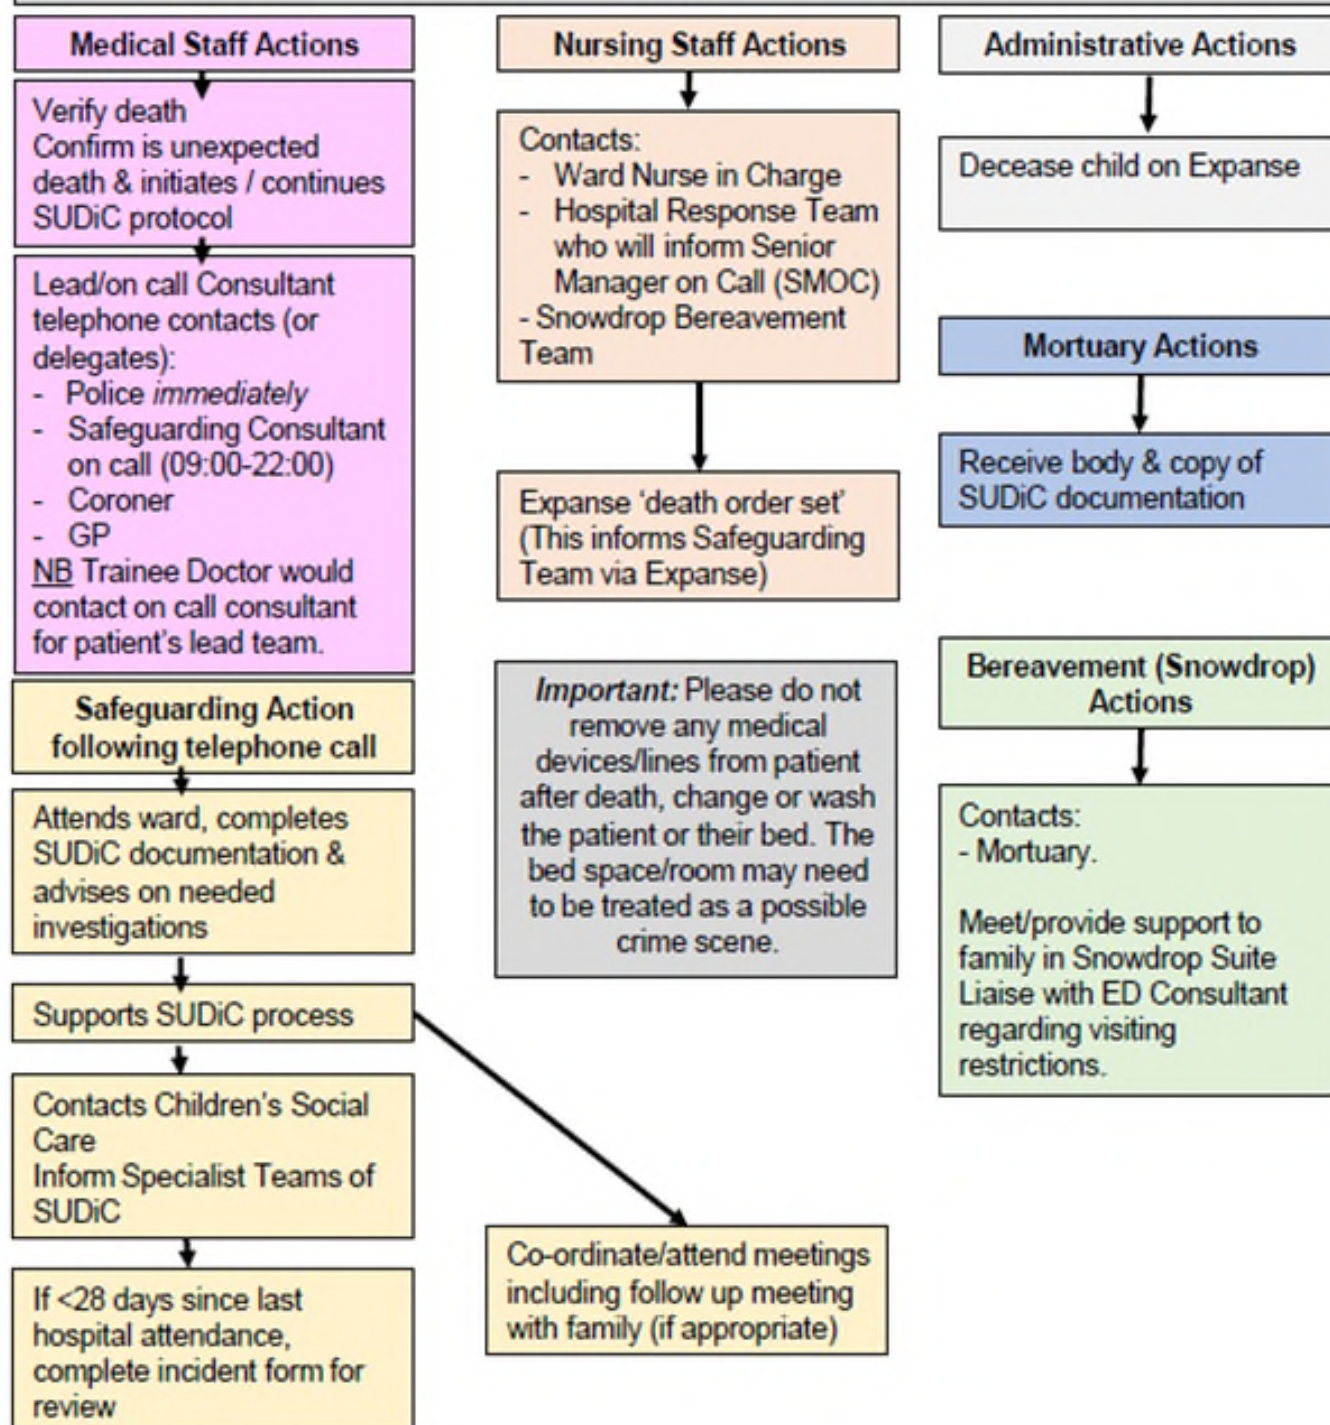 Medical Staff Actions
Verify death
Confirm is unexpected
death & initiates / continues
SUDiC protocol
Lead/on call Consultant
telephone contacts (or
delegates):
- Police immediately
- Safeguarding Consultant
on call (09:00-22:00)
- Coroner
- GP
NB Trainee Doctor would
contact on call consultant
for patient's lead team.
Safeguarding Action
following telephone call
Attends ward, completes
SUDiC documentation &
advises on needed
investigations
Supports SUDiC process
Contacts Children's Social
Care
Inform Specialist Teams of
SUDiC
If <28 days since last
hospital attendance,
complete incident form for
review
Nursing Staff Actions
Contacts:
- Ward Nurse in Charge
- Hospital Response Team
who will inform Senior
Manager on Call (SMOC)
- Snowdrop Bereavement
Team
Expanse 'death order set'
(This informs Safeguarding
Team via Expanse)
Important: Please do not
remove any medical
devices/lines from patient
after death, change or wash
the patient or their bed. The
bed space/room may need
to be treated as a possible
crime scene.
Co-ordinate/attend meetings
including follow up meeting
with family (if appropriate)
Administrative Actions
Decease child on Expanse
Mortuary Actions
Receive body & copy of
SUDiC documentation
Bereavement (Snowdrop)
Actions
Contacts:
- Mortuary.
Meet/provide support to
family in Snowdrop Suite
Liaise with ED Consultant
regarding visiting
restrictions.